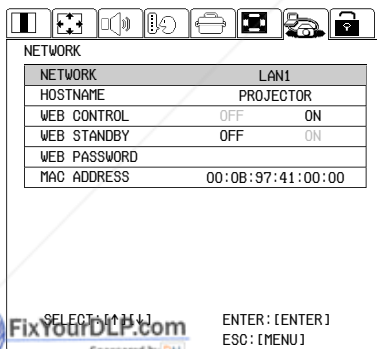 NETWORK
NETWORK LAN1
HOSTNAME PROJECTOR
WEB CONTROL OFF ON
WEB STANDBY OFF ON
WEB PASSWORD
MAC ADDRESS 00:0B:97:41:00:00
SELECT:[↑][↓] ENTER:[ENTER]
FixYourDLP.com
ESC:[MENU]